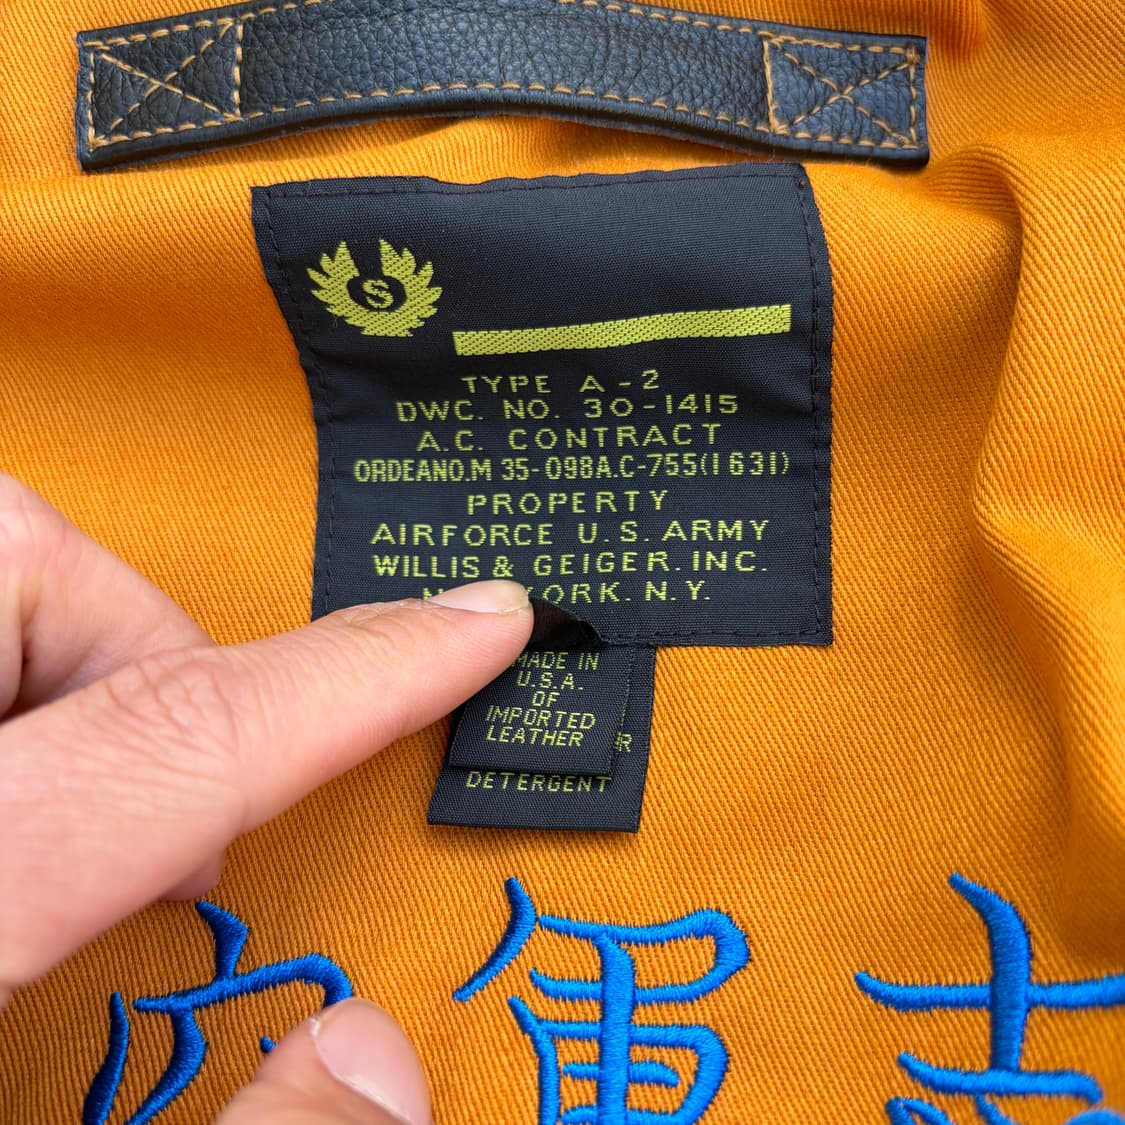 S
TYPE A-2
DWC. NO. 30-1415
A.C. CONTRACT
ORDEANO.M 35-098A.C-755(1631)
PROPERTY
AIRFORCE U.S.ARMY
WILLIS & GEIGER. INC.
N. Y.
MADE IN
U.S.A.
OF
IMPORTED
LEATHER
DETERGENT